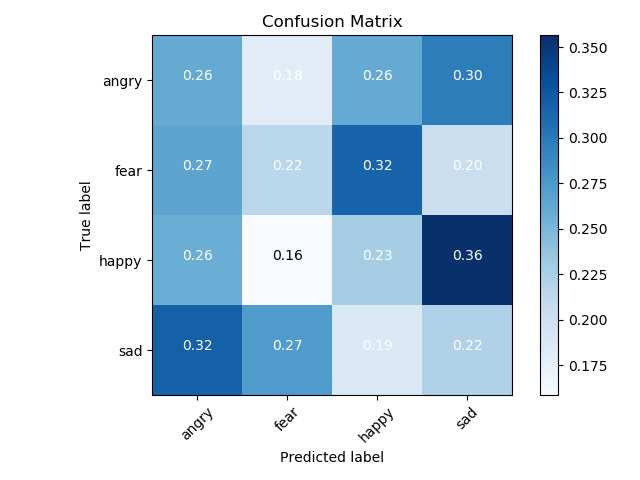 Confusion Matrix
angry 0.26 0.18 0.26 0.30
fear 0.27 0.22 0.32 0.20
happy 0.26 0.16 0.23 0.36
sad 0.32 0.27 0.19 0.22
angry fear happy sad
True label
Predicted label
0.350
0.325
0.300
0.275
0.250
0.225
0.200
0.175